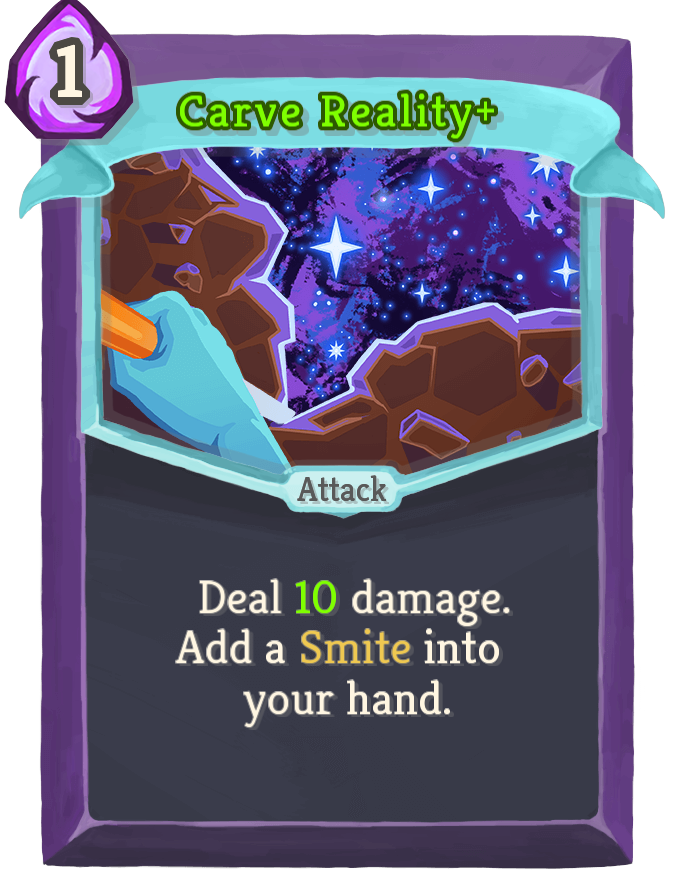 1
Carve Reality+
Attack
Deal 10 damage.
Add a Smite into
your hand.